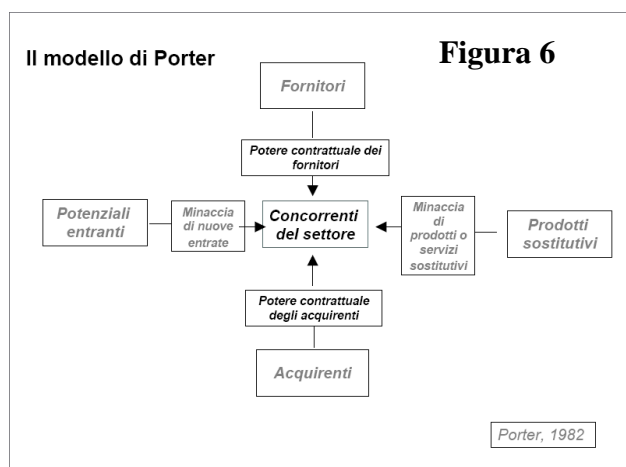 Il modello di Porter
Figura 6
Fornitori
Potere contrattuale dei
fornitori
Potenziali
entranti
Minaccia
di nuove
entrate
Concorrenti
del settore
Minaccia
di
prodotti o
servizi
sostitutivi
Prodotti
sostitutivi
Potere contrattuale
degli acquirenti
Acquirenti
Porter, 1982